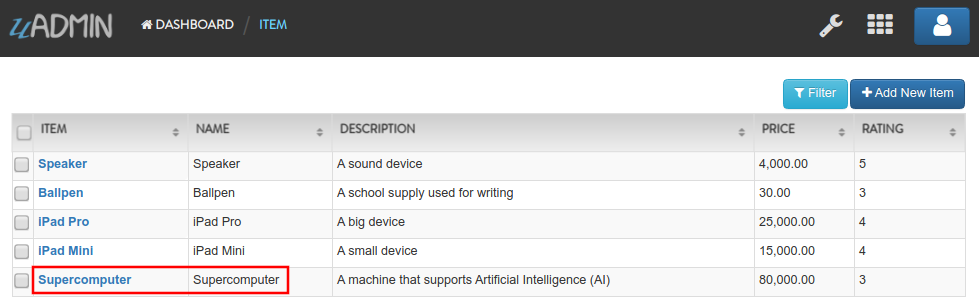 uADMIN DASHBOARD / ITEM
Filter Add New Item
ITEM NAME DESCRIPTION PRICE RATING
Speaker Speaker A sound device 4,000.00 5
Ballpen Ballpen A school supply used for writing 30.00 3
iPad Pro iPad Pro A big device 25,000.00 4
iPad Mini iPad Mini A small device 15,000.00 4
Supercomputer Supercomputer A machine that supports Artificial Intelligence (AI) 80,000.00 3